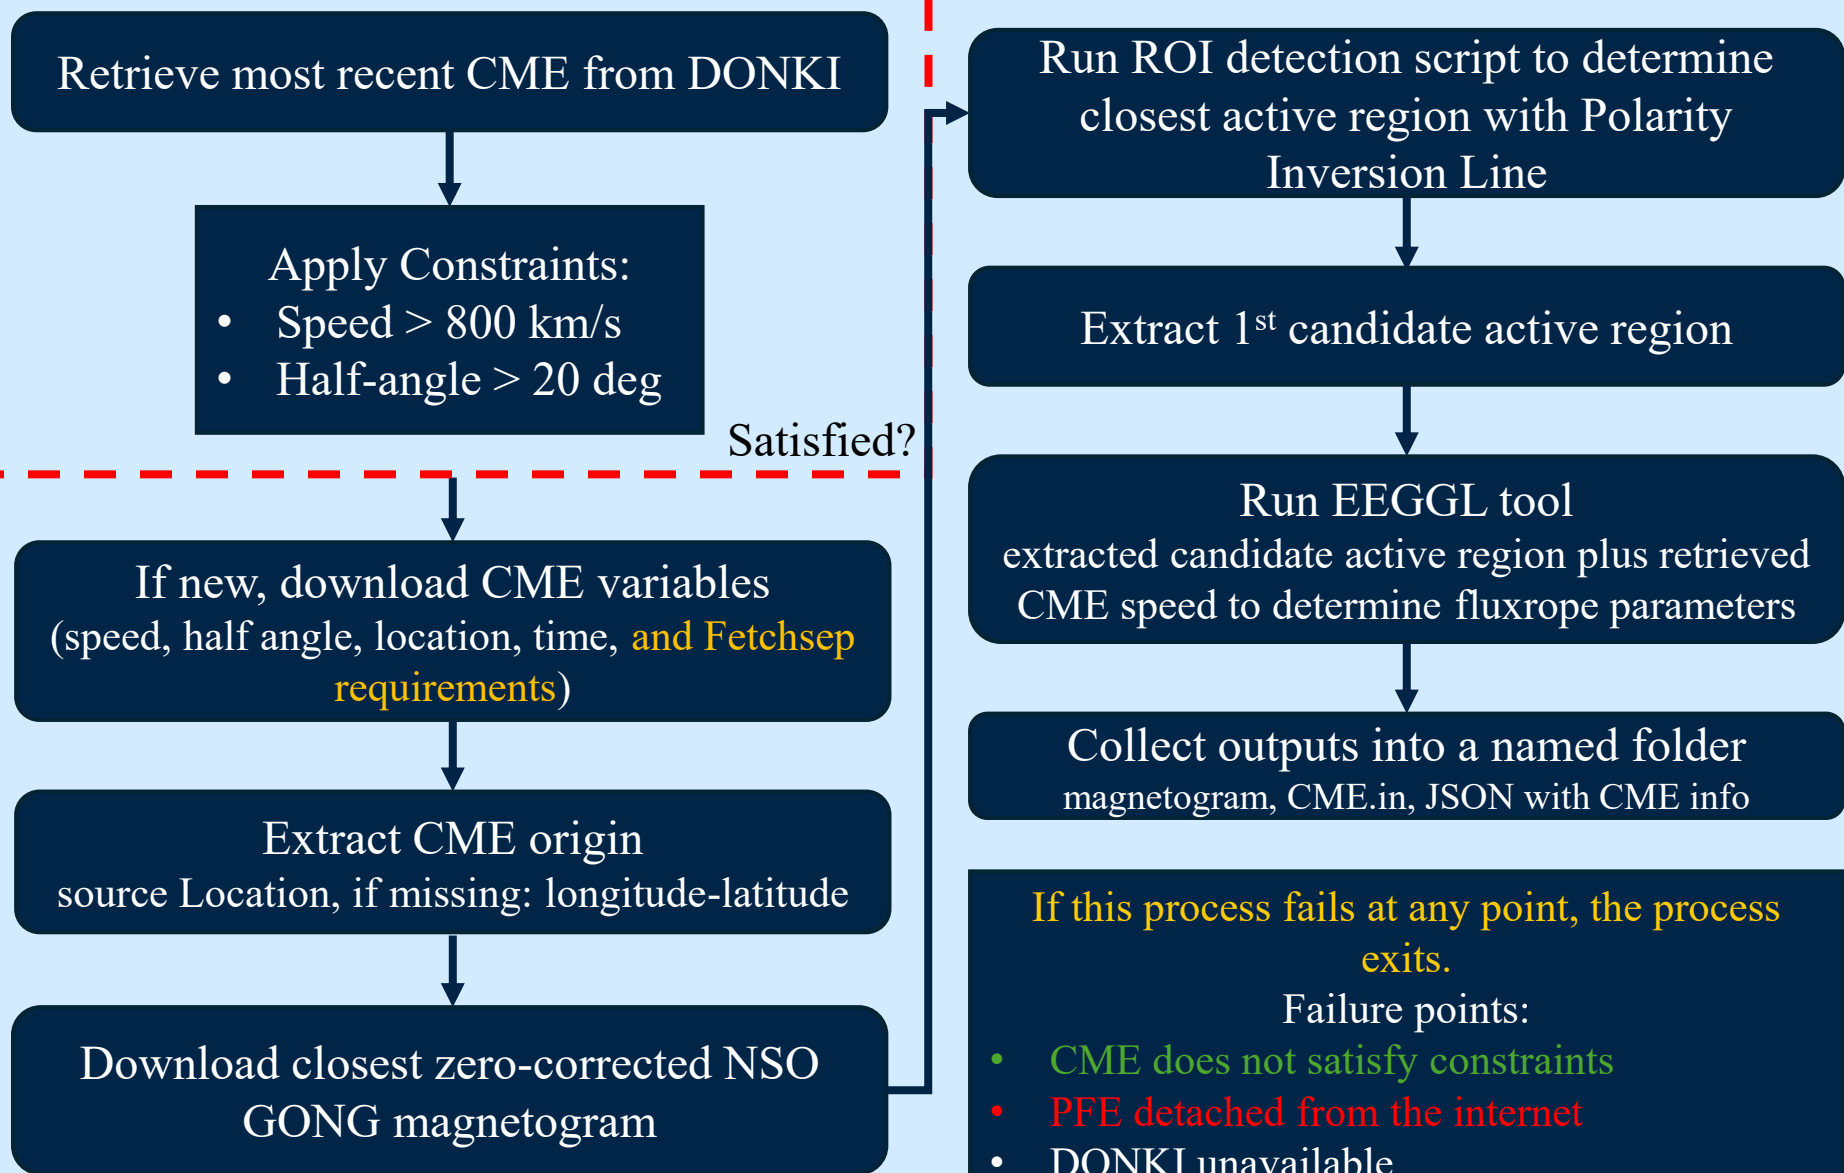 Retrieve most recent CME from DONKI
Apply Constraints:
• Speed > 800 km/s
• Half-angle > 20 deg
Satisfied?
If new, download CME variables
(speed, half angle, location, time, and Fetchsep
requirements)
Extract CME origin
source Location, if missing: longitude-latitude
Download closest zero-corrected NSO
GONG magnetogram
Run ROI detection script to determine
closest active region with Polarity
Inversion Line
Extract 1st candidate active region
Run EEGGL tool
extracted candidate active region plus retrieved
CME speed to determine fluxrope parameters
Collect outputs into a named folder
magnetogram, CME.in, JSON with CME info
If this process fails at any point, the process
exits.
Failure points:
• CME does not satisfy constraints
• PFE detached from the internet
• DONKI unavailable